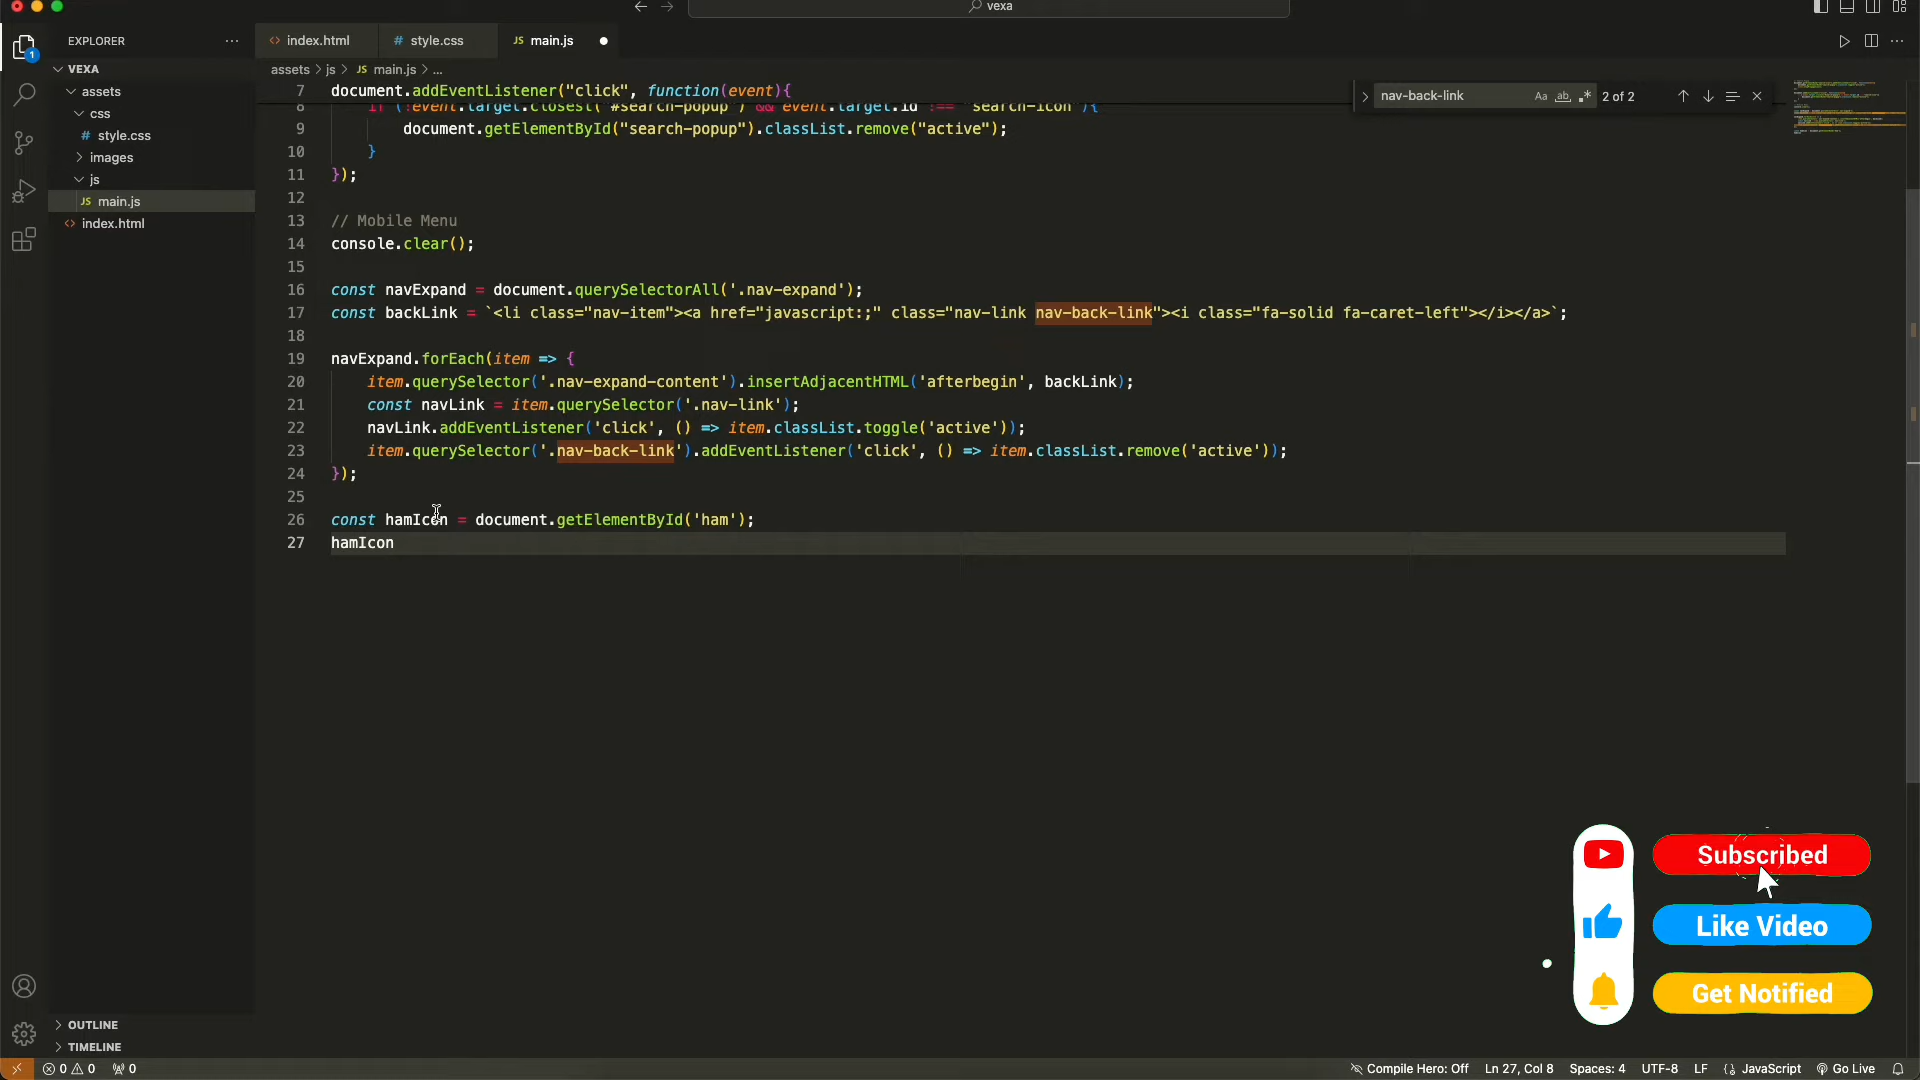 vexa
EXPLORER
index.html
style.css
main.js
VEXA
assets
css
style.css
images
js
main.js
index.html
assets > js > JS main.js > ...
nav-back-link
2 of 2
7 document.addEventListener("click", function(event){
8 if (!event.target.closest("#search-popup") && event.target.id !== "search-icon"){
9 document.getElementById("search-popup").classList.remove("active");
10 }
11 });
12
13 // Mobile Menu
14 console.clear();
15
16 const navExpand = document.querySelectorAll('.nav-expand');
17 const backLink = `<li class="nav-item"><a href="javascript:;" class="nav-link nav-back-link"><i class="fa-solid fa-caret-left"></i></a>`;
18
19 navExpand.forEach(item => {
20 item.querySelector('.nav-expand-content').insertAdjacentHTML('afterbegin', backLink);
21 const navLink = item.querySelector('.nav-link');
22 navLink.addEventListener('click', () => item.classList.toggle('active'));
23 item.querySelector('.nav-back-link').addEventListener('click', () => item.classList.remove('active'));
24 });
25
26 const hamIcon = document.getElementById('ham');
27 hamIcon
Subscribed
Like Video
Get Notified
OUTLINE
TIMELINE
0 0 0
Compile Hero: Off
Ln 27, Col 8
Spaces: 4
UTF-8
LF
JavaScript
Go Live